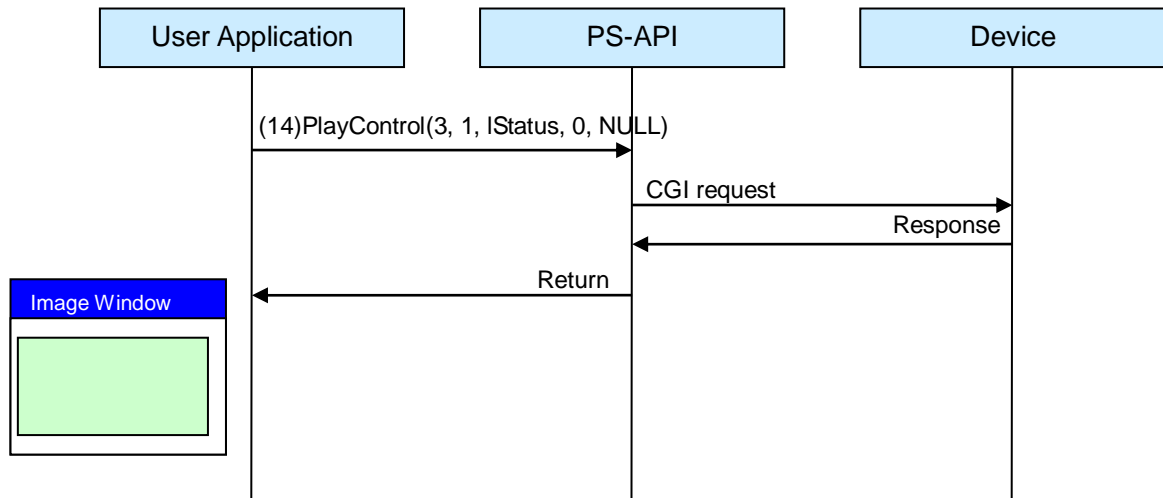 User Application
PS-API
Device
(14)PlayControl(3, 1, lStatus, 0, NULL)
CGI request
Response
Return
Image Window